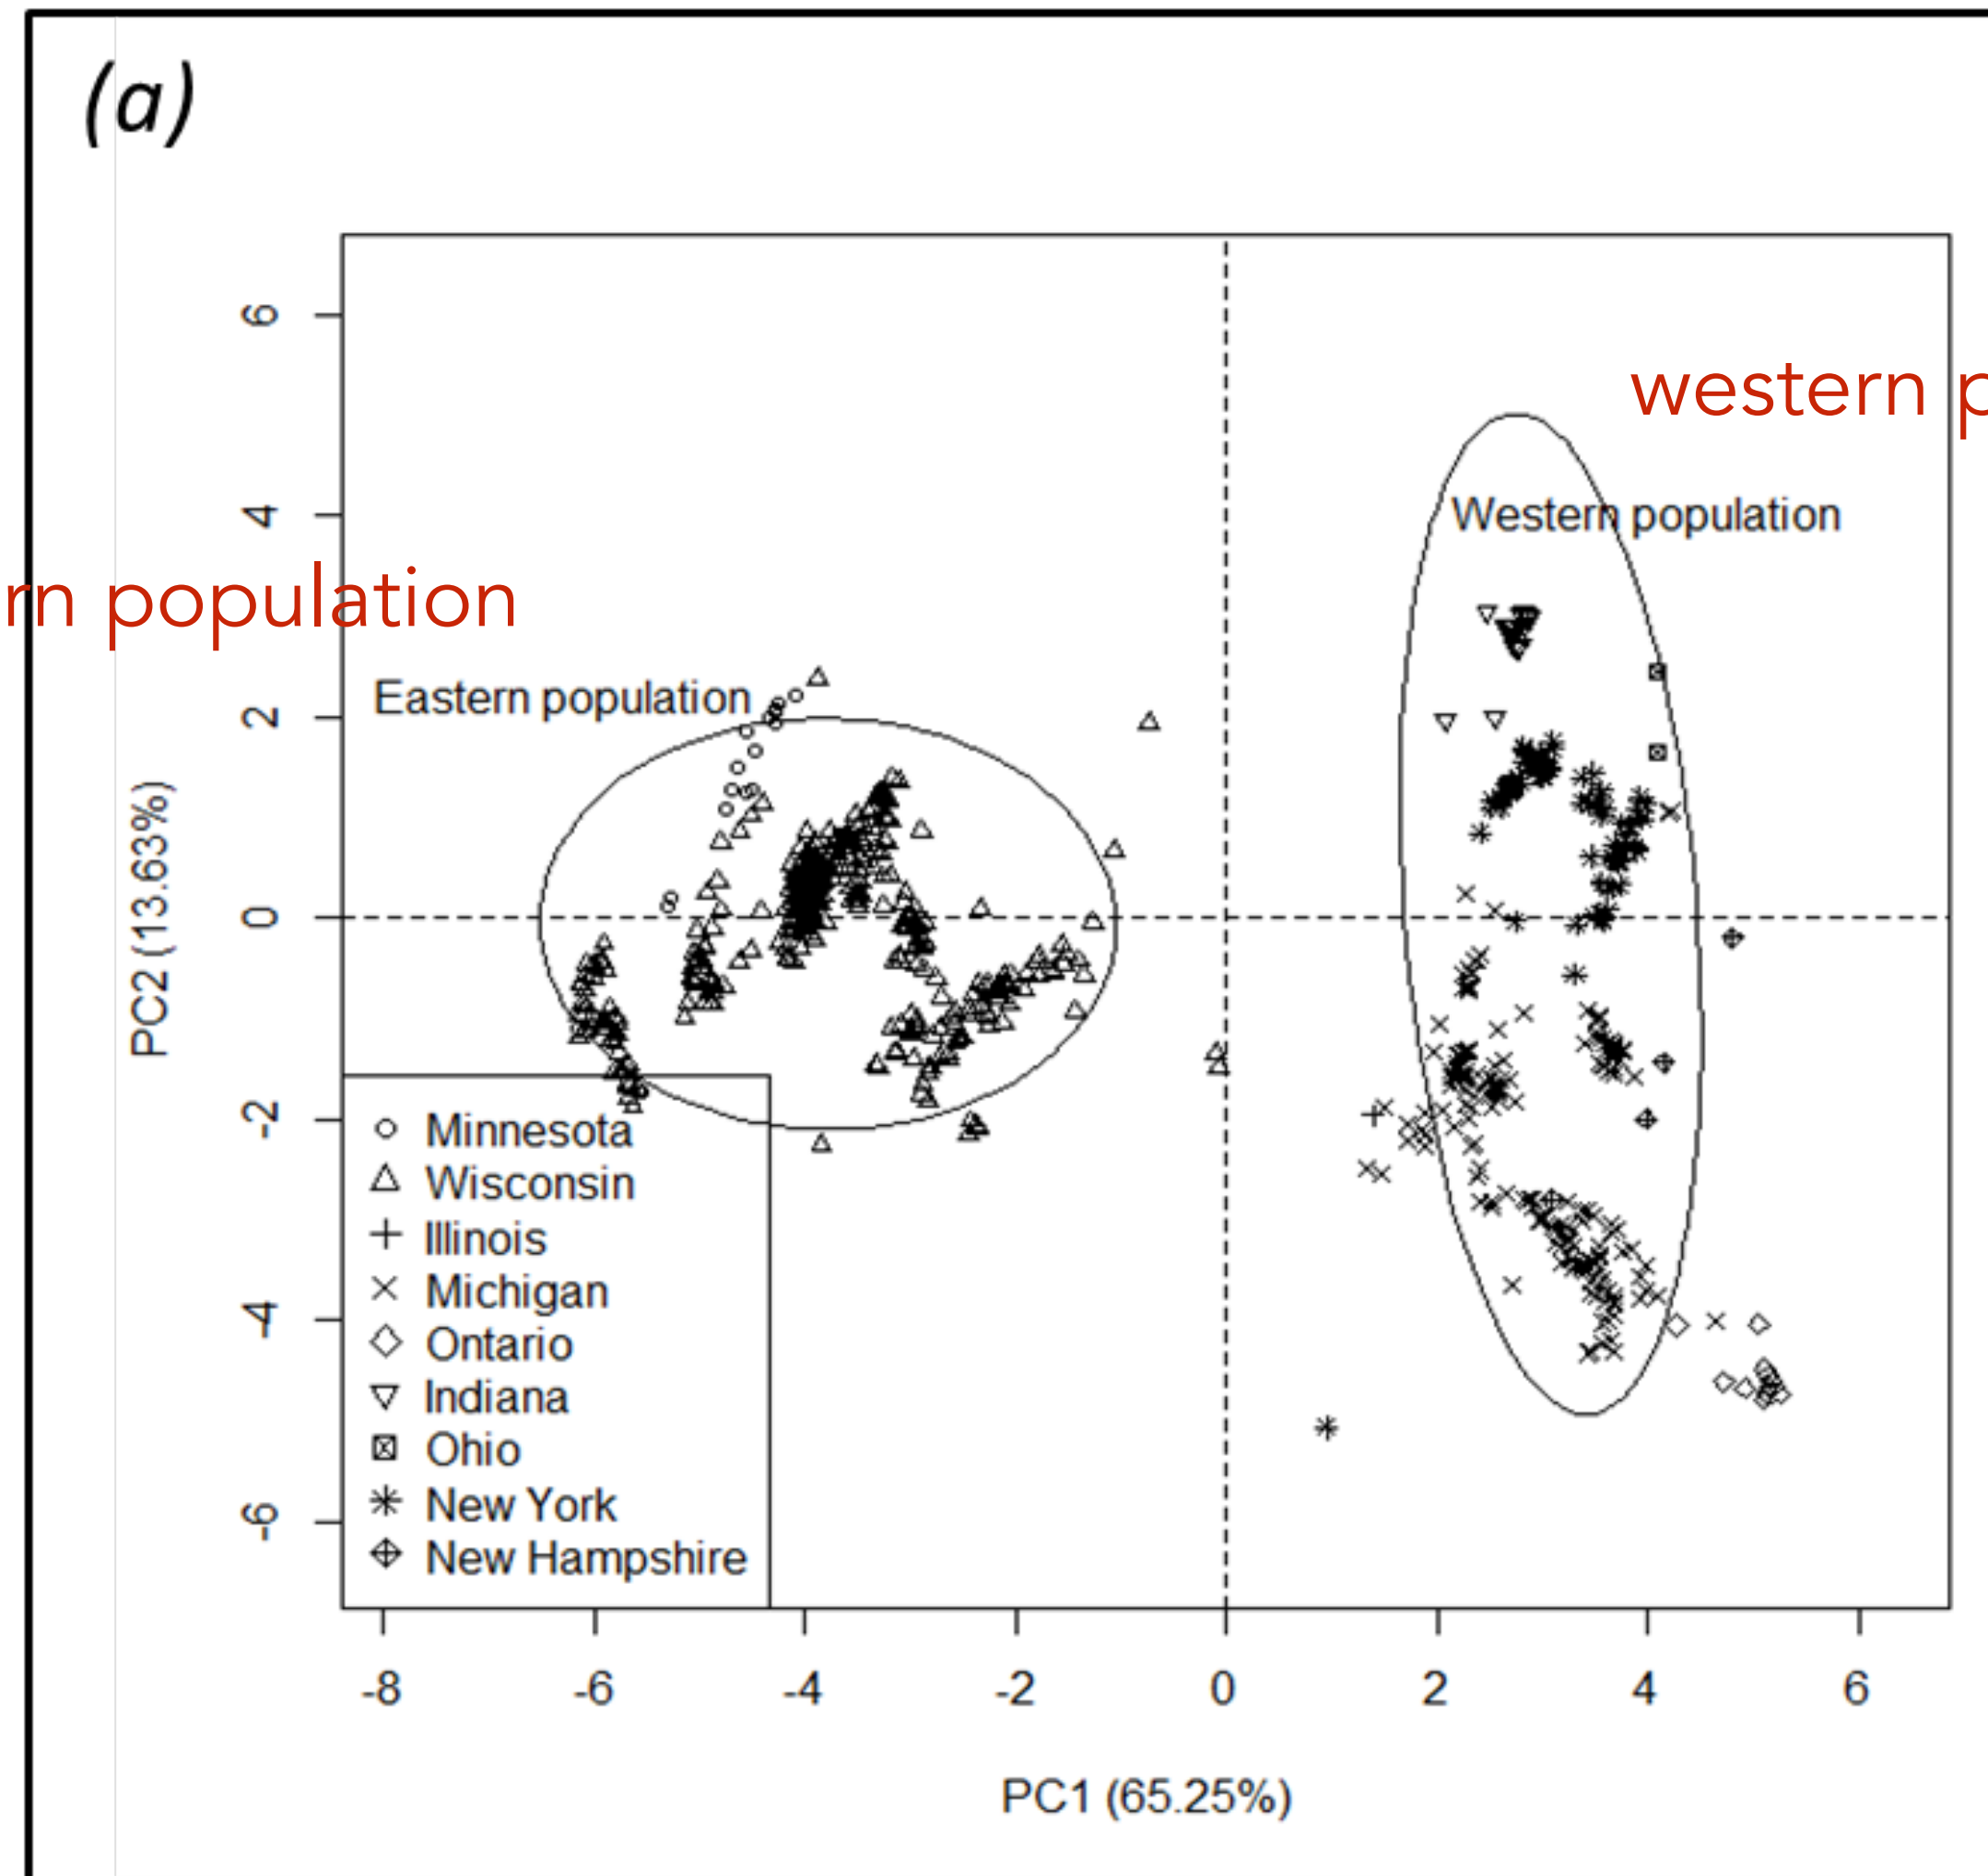 (a)
western p
Western population
rn population
Eastern population
6
4
2
0
-2
-4
-6
PC2 (13.63%)
Minnesota
Wisconsin
Illinois
Michigan
Ontario
Indiana
Ohio
New York
New Hampshire
-8 -6 -4 -2 0 2 4 6
PC1 (65.25%)